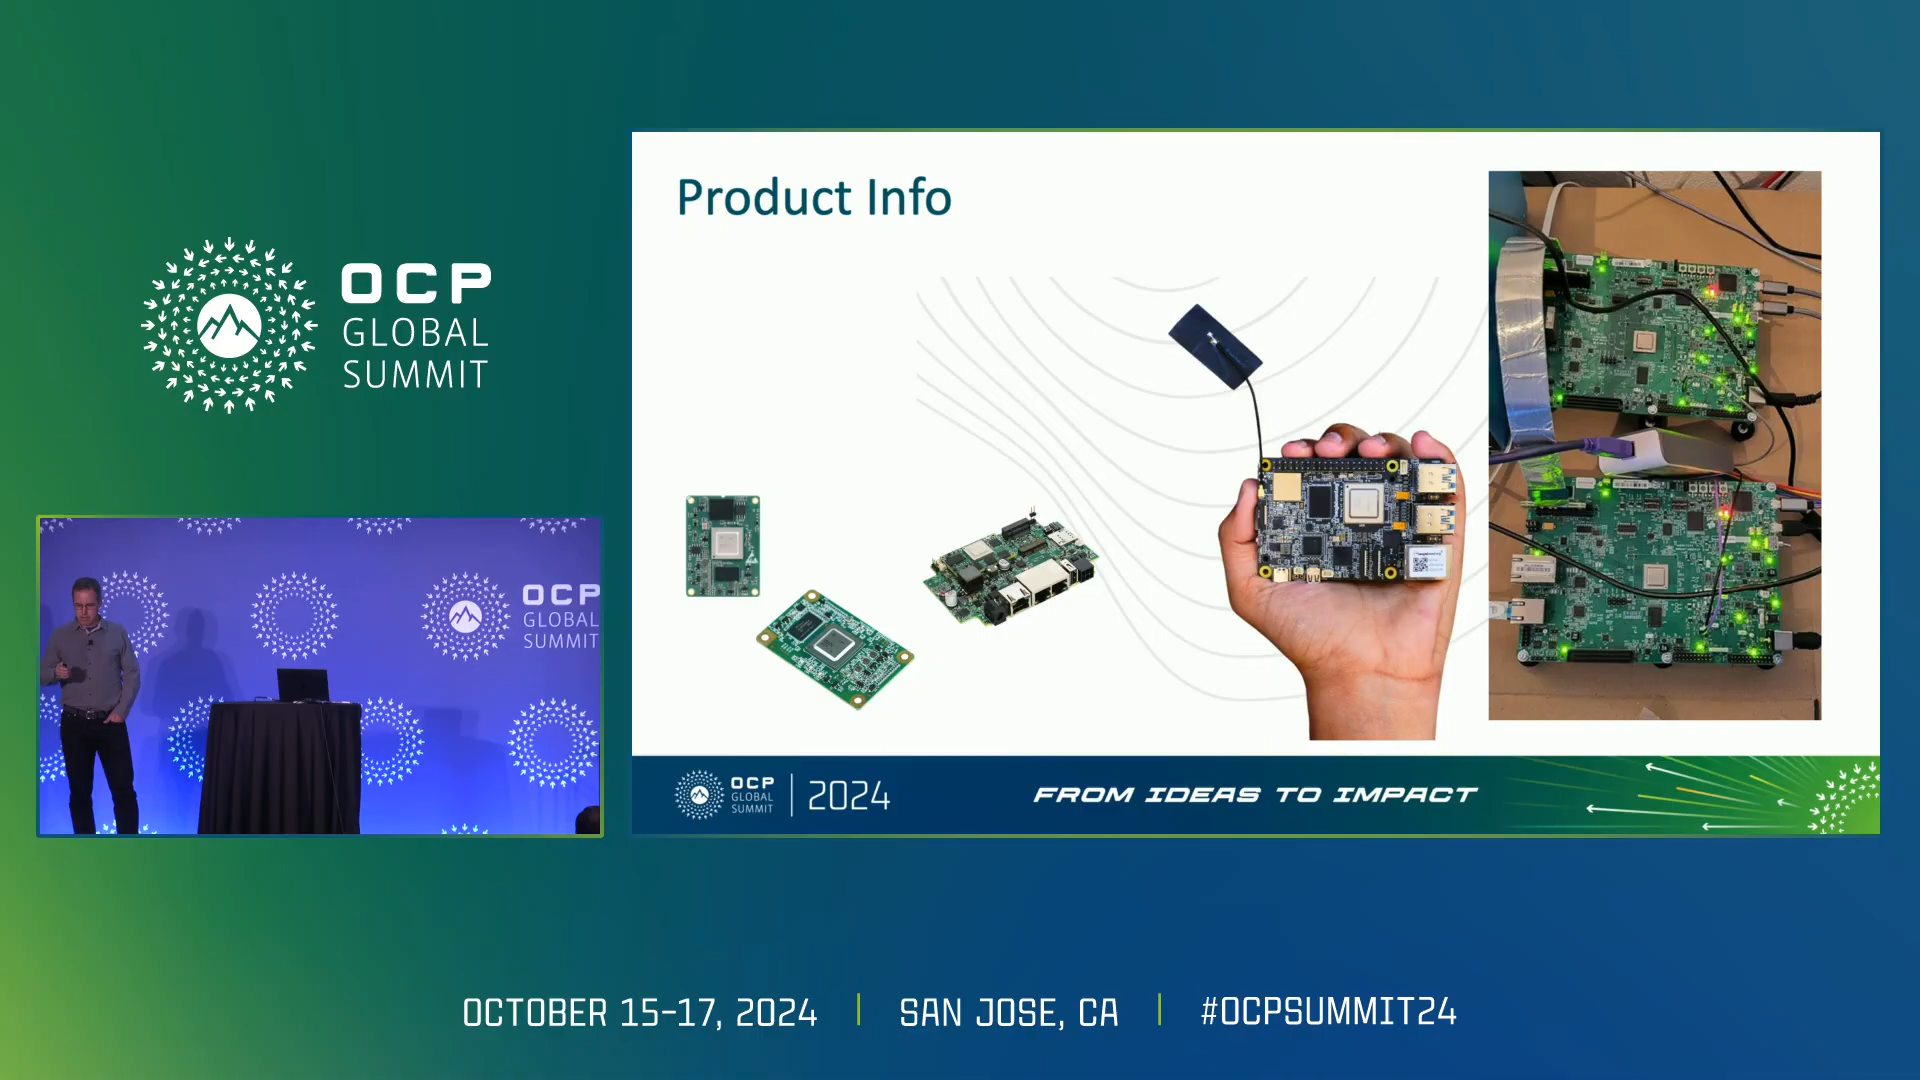 OCP
GLOBAL
SUMMIT
OCP
GLOBAL
SUMMIT
Product Info
OCP
GLOBAL
SUMMIT
2024
FROM IDEAS TO IMPACT
OCTOBER 15-17, 2024
SAN JOSE, CA
#OCPSUMMIT24